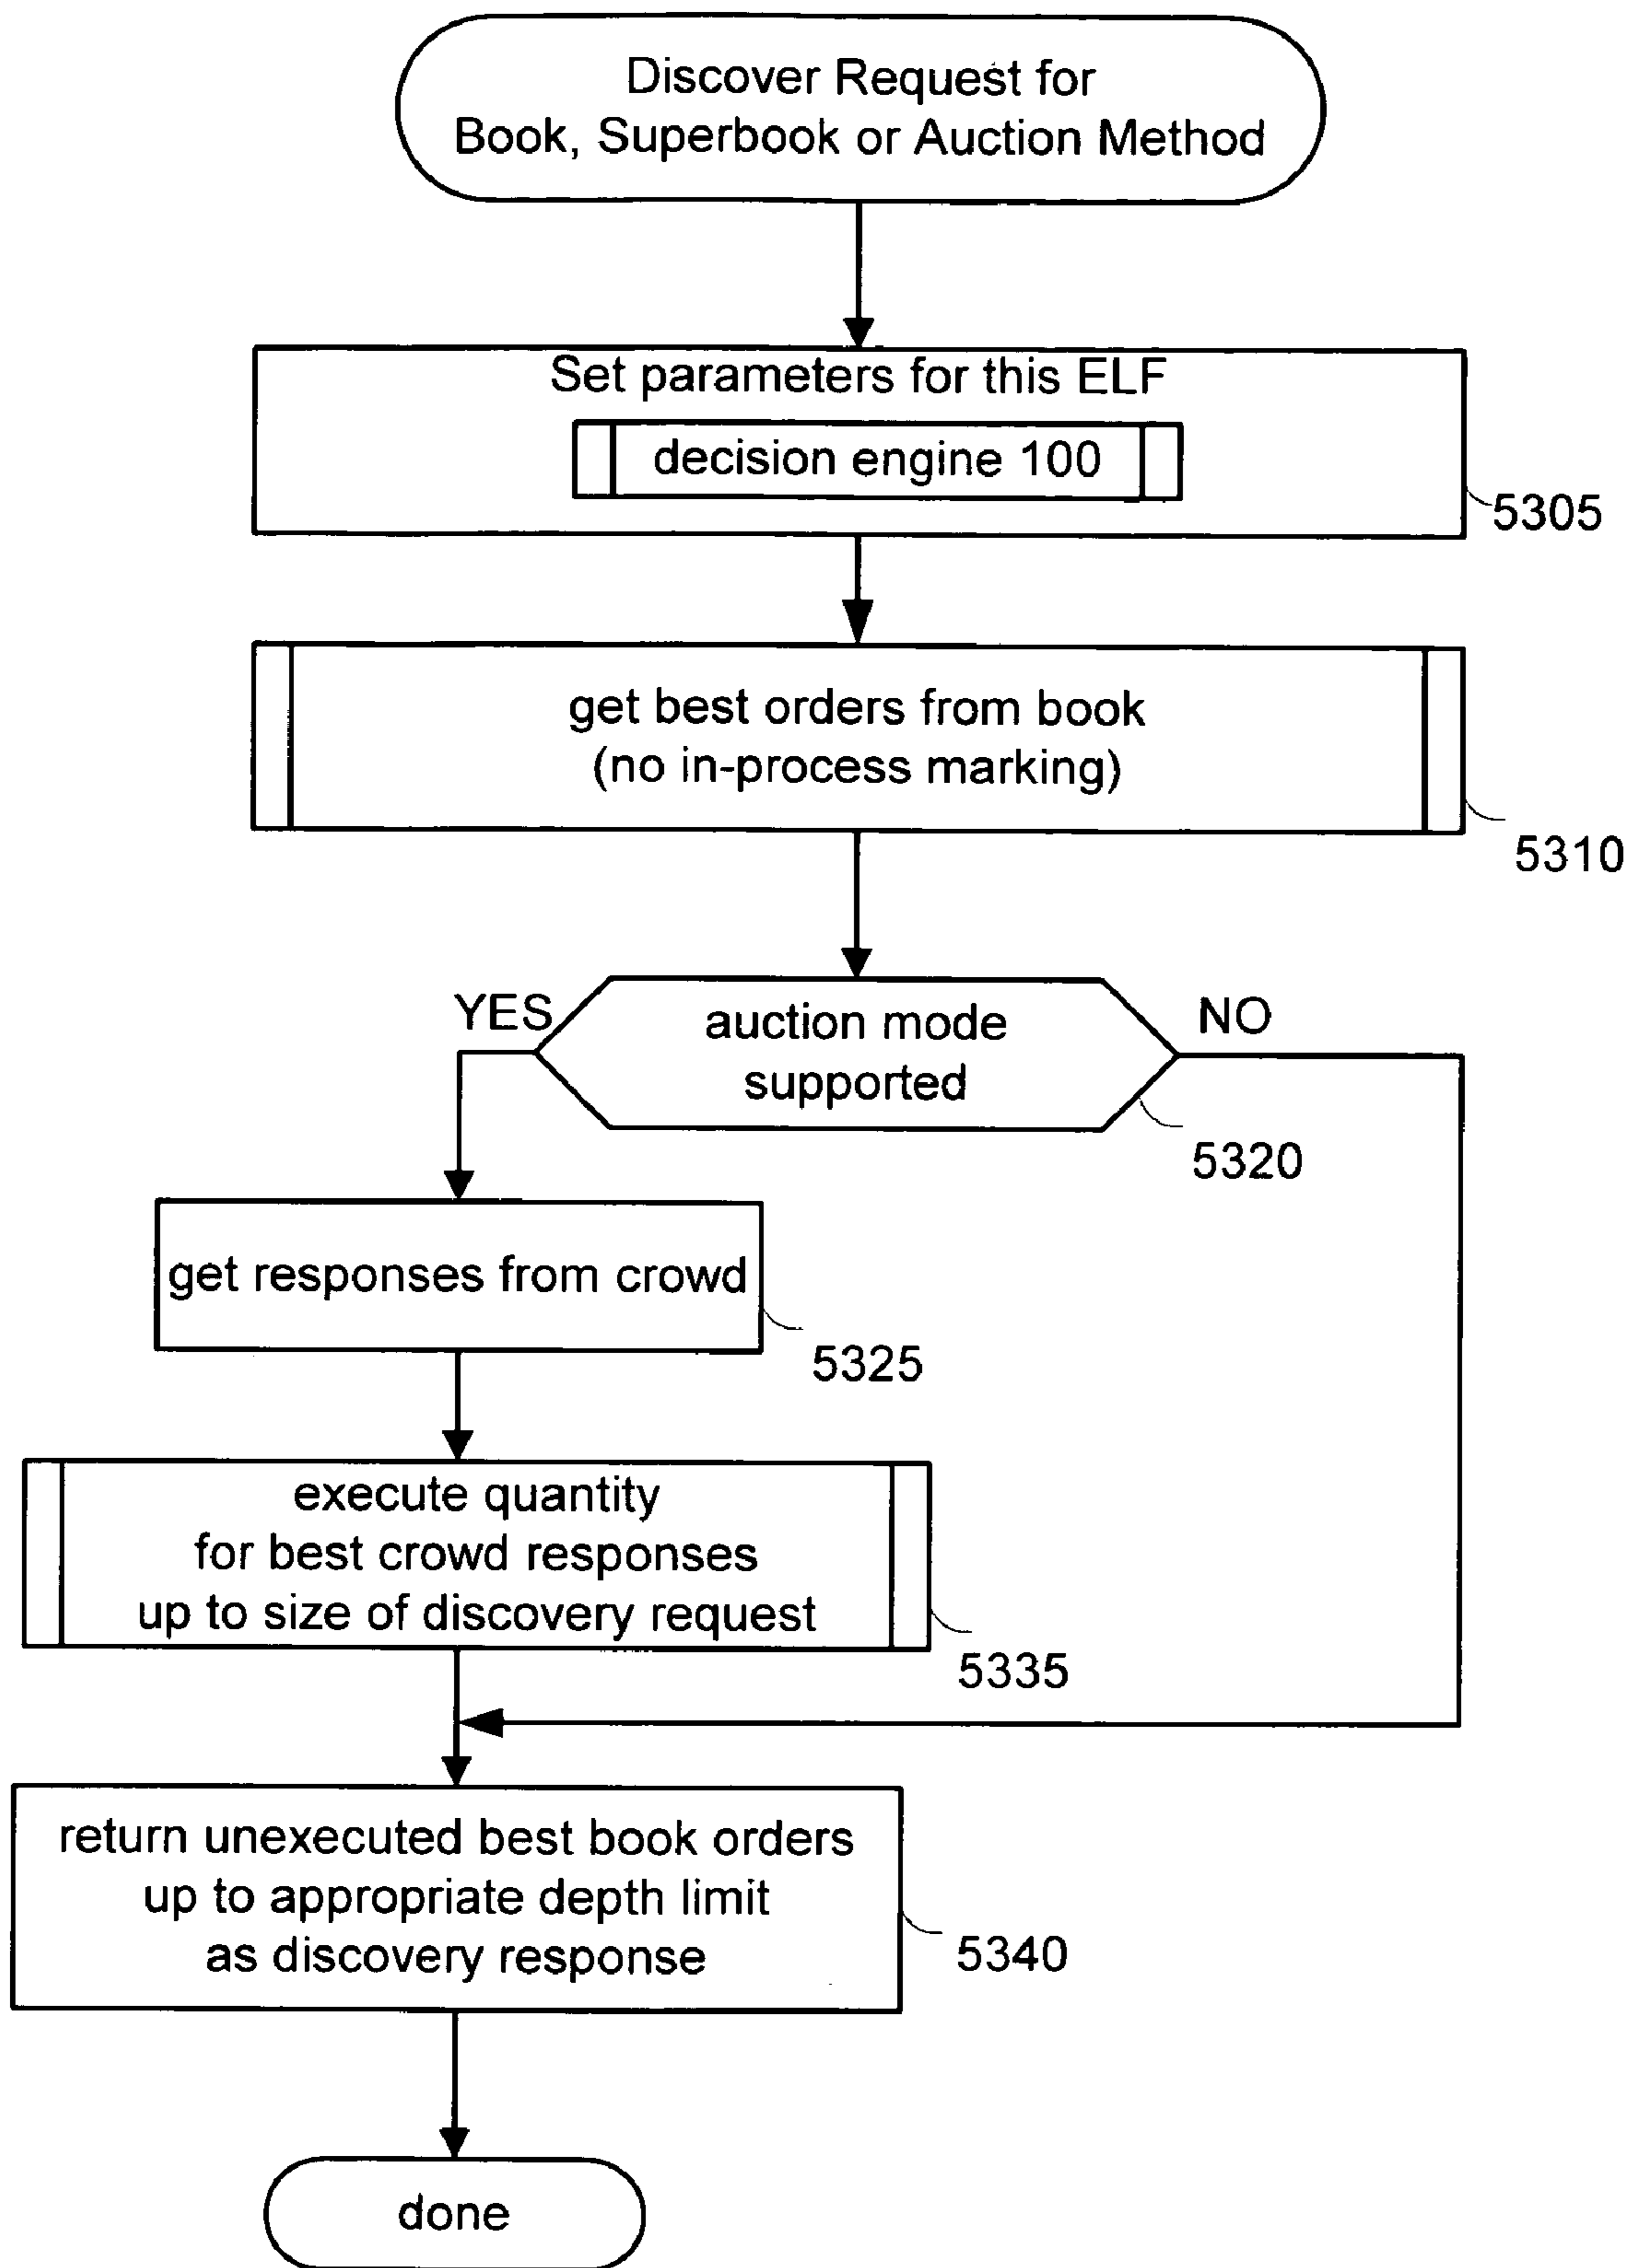 Discover Request for
Book, Superbook or Auction Method
Set parameters for this ELF
decision engine 100
5305
get best orders from book
(no in-process marking)
5310
YES
auction mode
supported
NO
5320
get responses from crowd
5325
execute quantity
for best crowd responses
up to size of discovery request
5335
return unexecuted best book orders
up to appropriate depth limit
as discovery response
5340
done